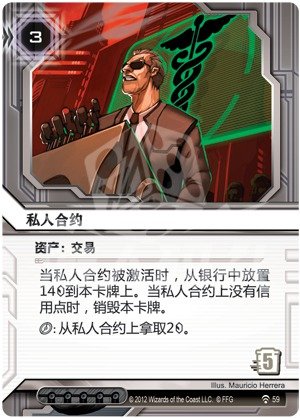 3
私人合约
资产：交易
当私人合约被激活时，从银行中放置
14到本卡牌上。当私人合约上没有信
用点时，销毁本卡牌。
:从私人合约上拿取2。
5
Illus. Mauricio Herrera
© 2012 Wizards of the Coast LLC. © FFG
59